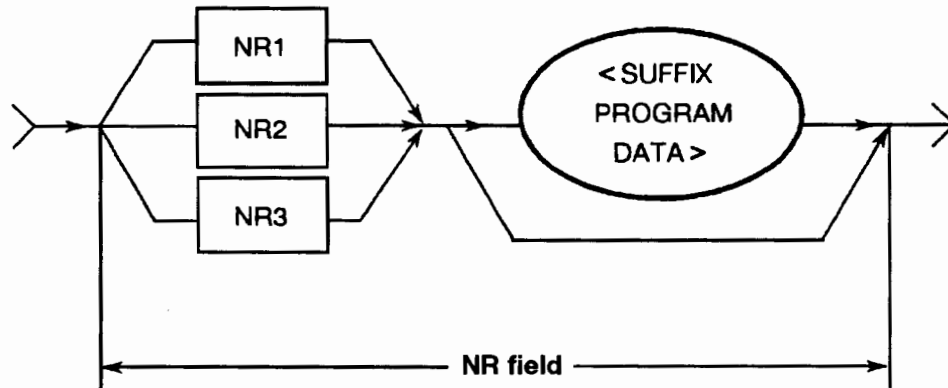 NR1
NR2
NR3
<SUFFIX
PROGRAM
DATA>
NR field